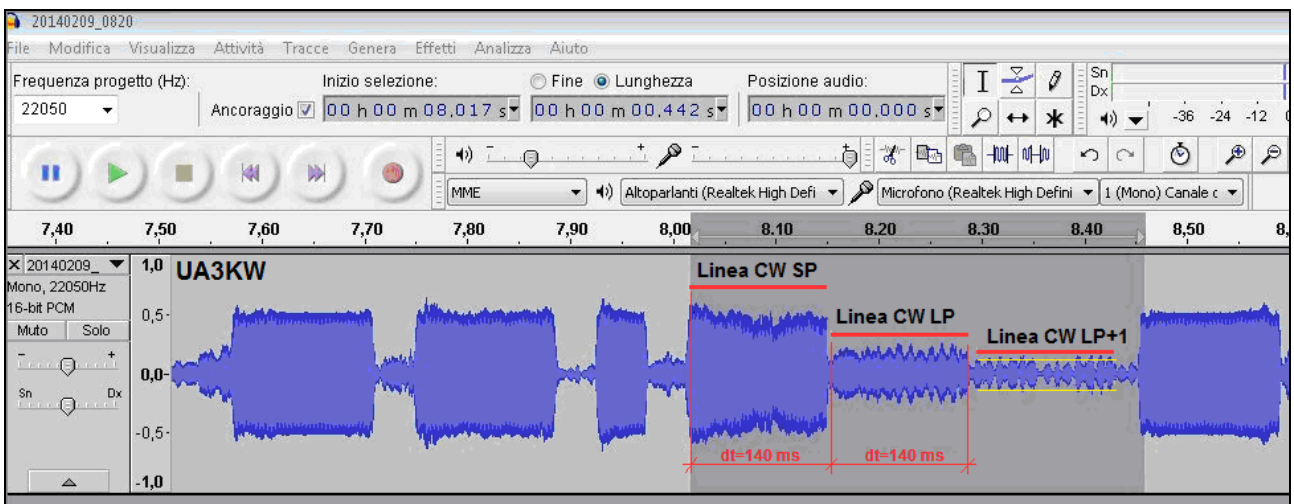 20140209_0820
File Modifica Visualizza Attività Tracce Genera Effetti Analizza Aiuto
Frequenza progetto (Hz): Inizio selezione: Fine Lunghezza Posizione audio:
22050 Ancoraggio 00 h 00 m 08.017 s 00 h 00 m 00.442 s 00 h 00 m 00.000 s
Sn
Dx
-36 -24 -12 0
MME Altoparlanti (Realtek High Defi Microfono (Realtek High Defini 1 (Mono) Canale c
7,40 7,50 7,60 7,70 7,80 7,90 8,00 8.10 8.20 8.30 8.40 8,50 8,
20140209_ 1,0 UA3KW Linea CW SP
Mono, 22050Hz
16-bit PCM 0,5 Linea CW LP
Muto Solo Linea CW LP+1
- + 0,0
Sn Dx
-0,5 dt=140 ms dt=140 ms
-1,0